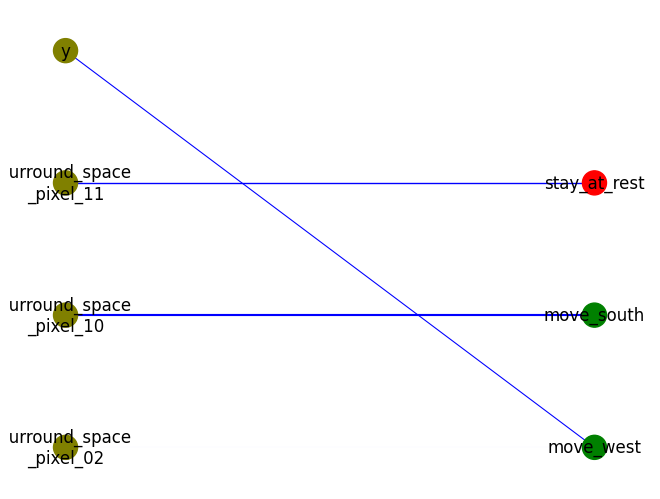 y
urround_space
_pixel_11
stay_at_rest
urround_space
_pixel_10
move_south
urround_space
_pixel_02
move_west